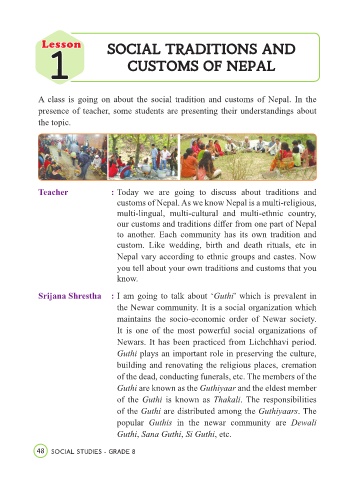 Lesson
1
SOCIAL TRADITIONS AND
CUSTOMS OF NEPAL
A class is going on about the social tradition and customs of Nepal. In the
presence of teacher, some students are presenting their understandings about
the topic.
Teacher : Today we are going to discuss about traditions and
customs of Nepal. As we know Nepal is a multi-religious,
multi-lingual, multi-cultural and multi-ethnic country,
our customs and traditions differ from one part of Nepal
to another. Each community has its own tradition and
custom. Like wedding, birth and death rituals, etc in
Nepal vary according to ethnic groups and castes. Now
you tell about your own traditions and customs that you
know.
Srijana Shrestha : I am going to talk about ‘Guthi’ which is prevalent in
the Newar community. It is a social organization which
maintains the socio-economic order of Newar society.
It is one of the most powerful social organizations of
Newars. It has been practiced from Lichchhavi period.
Guthi plays an important role in preserving the culture,
building and renovating the religious places, cremation
of the dead, conducting funerals, etc. The members of the
Guthi are known as the Guthiyaar and the eldest member
of the Guthi is known as Thakali. The responsibilities
of the Guthi are distributed among the Guthiyaars. The
popular Guthis in the newar community are Dewali
Guthi, Sana Guthi, Si Guthi, etc.
48 SOCIAL STUDIES - GRADE 8